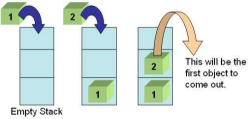 1
2
2
1
1
This will be the
first object to
come out.
Empty Stack